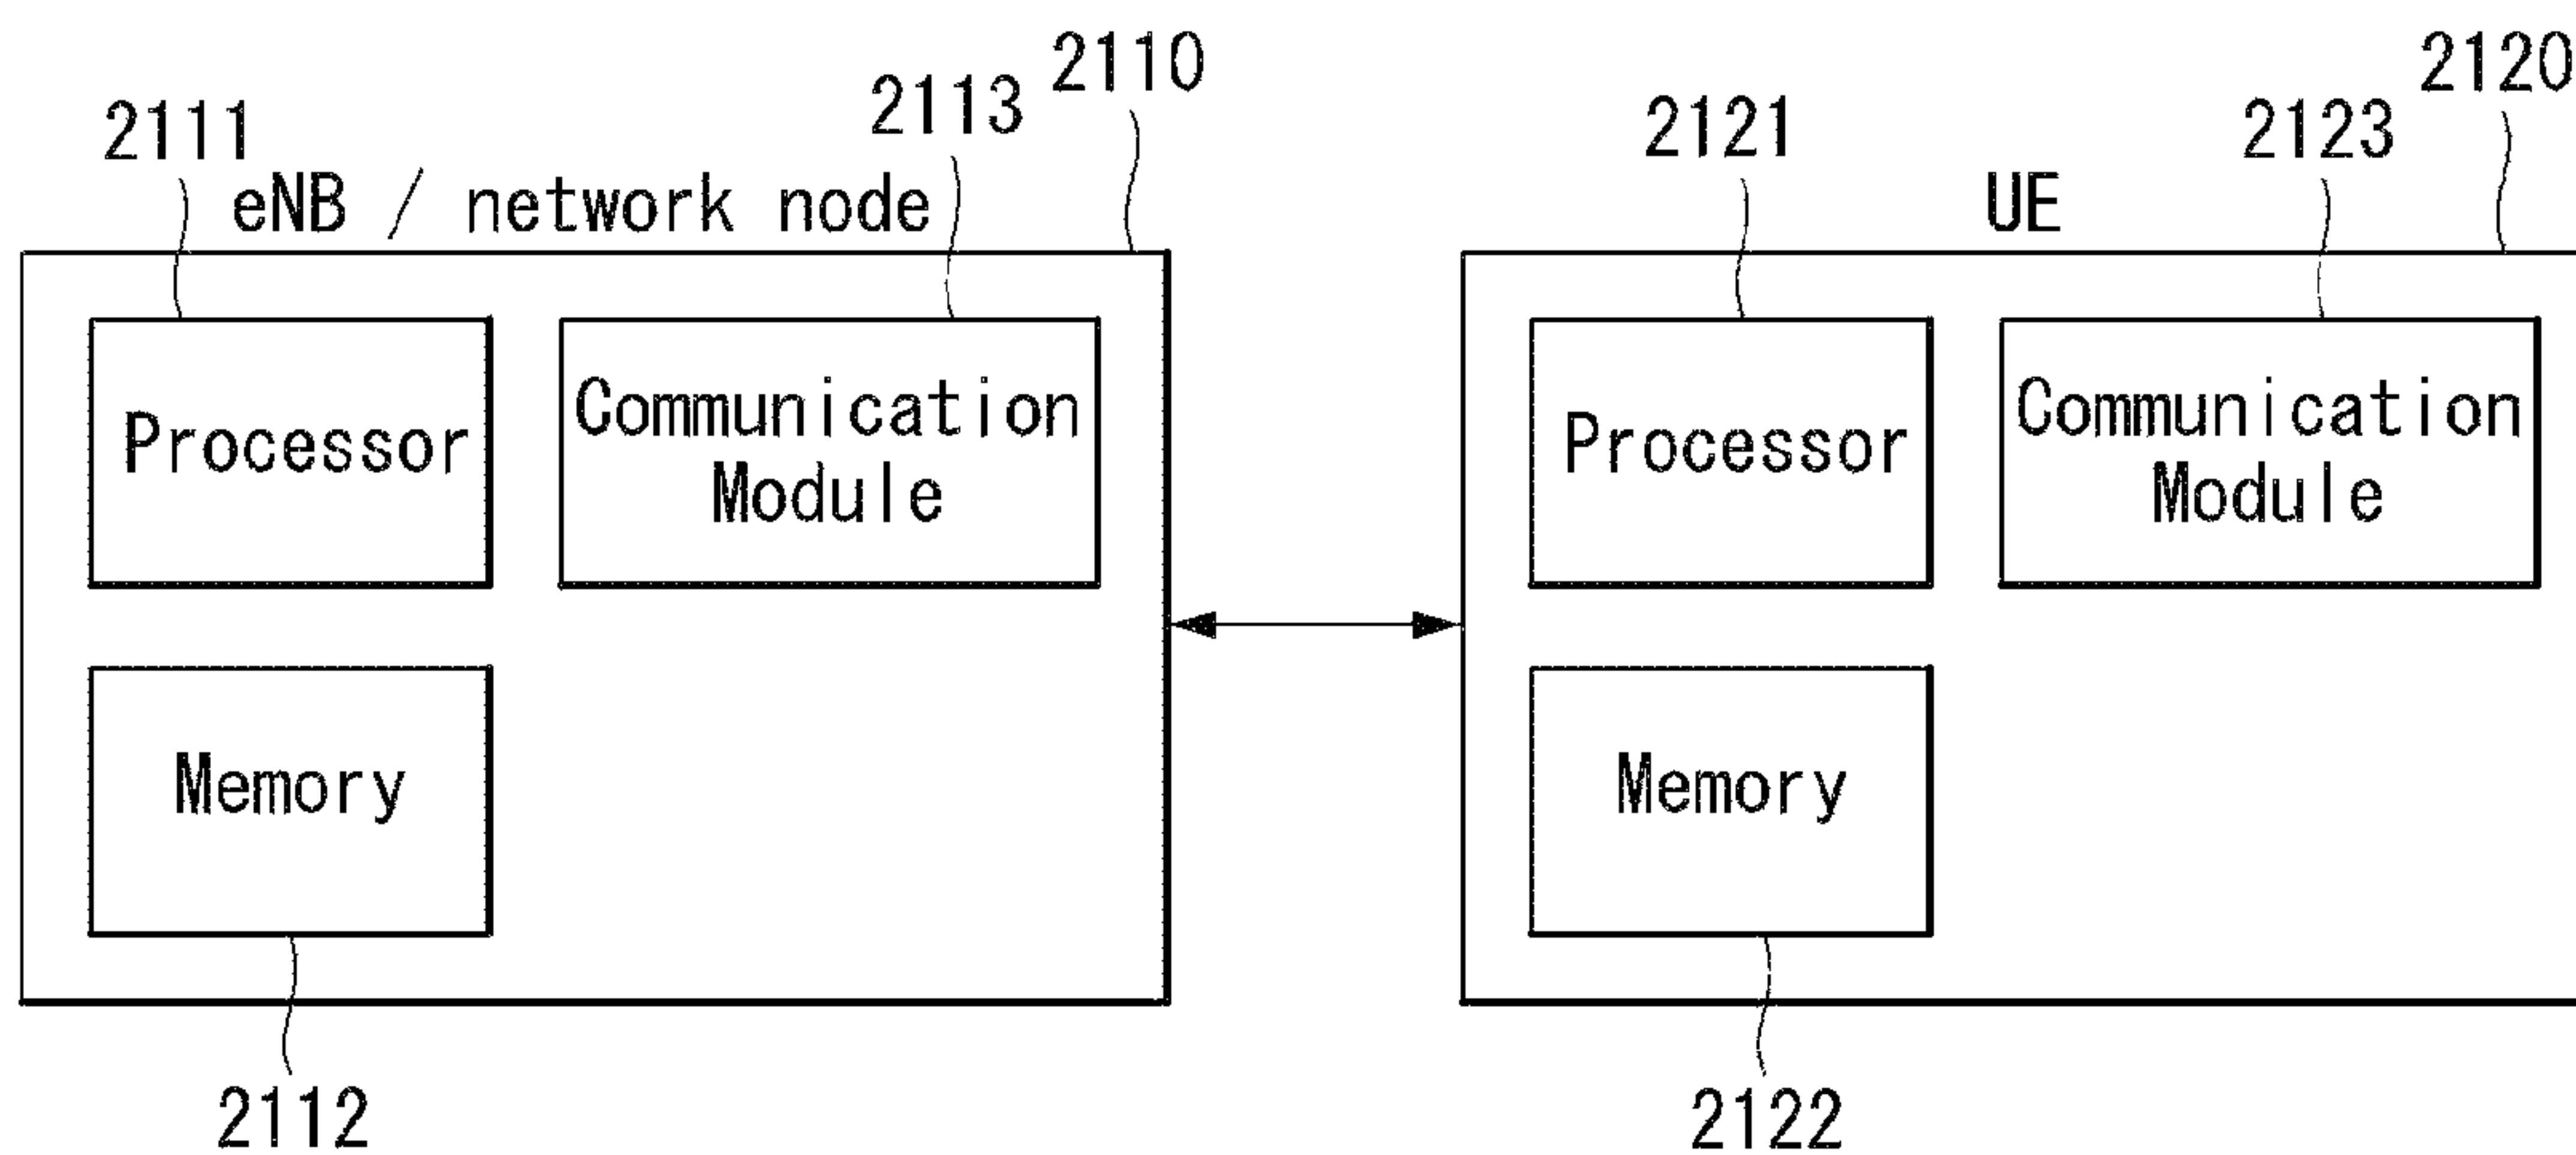 2110
2120
2111
2113
2121
2123
eNB / network node
UE
Processor
Communication
Module
Processor
Communication
Module
Memory
Memory
2112
2122